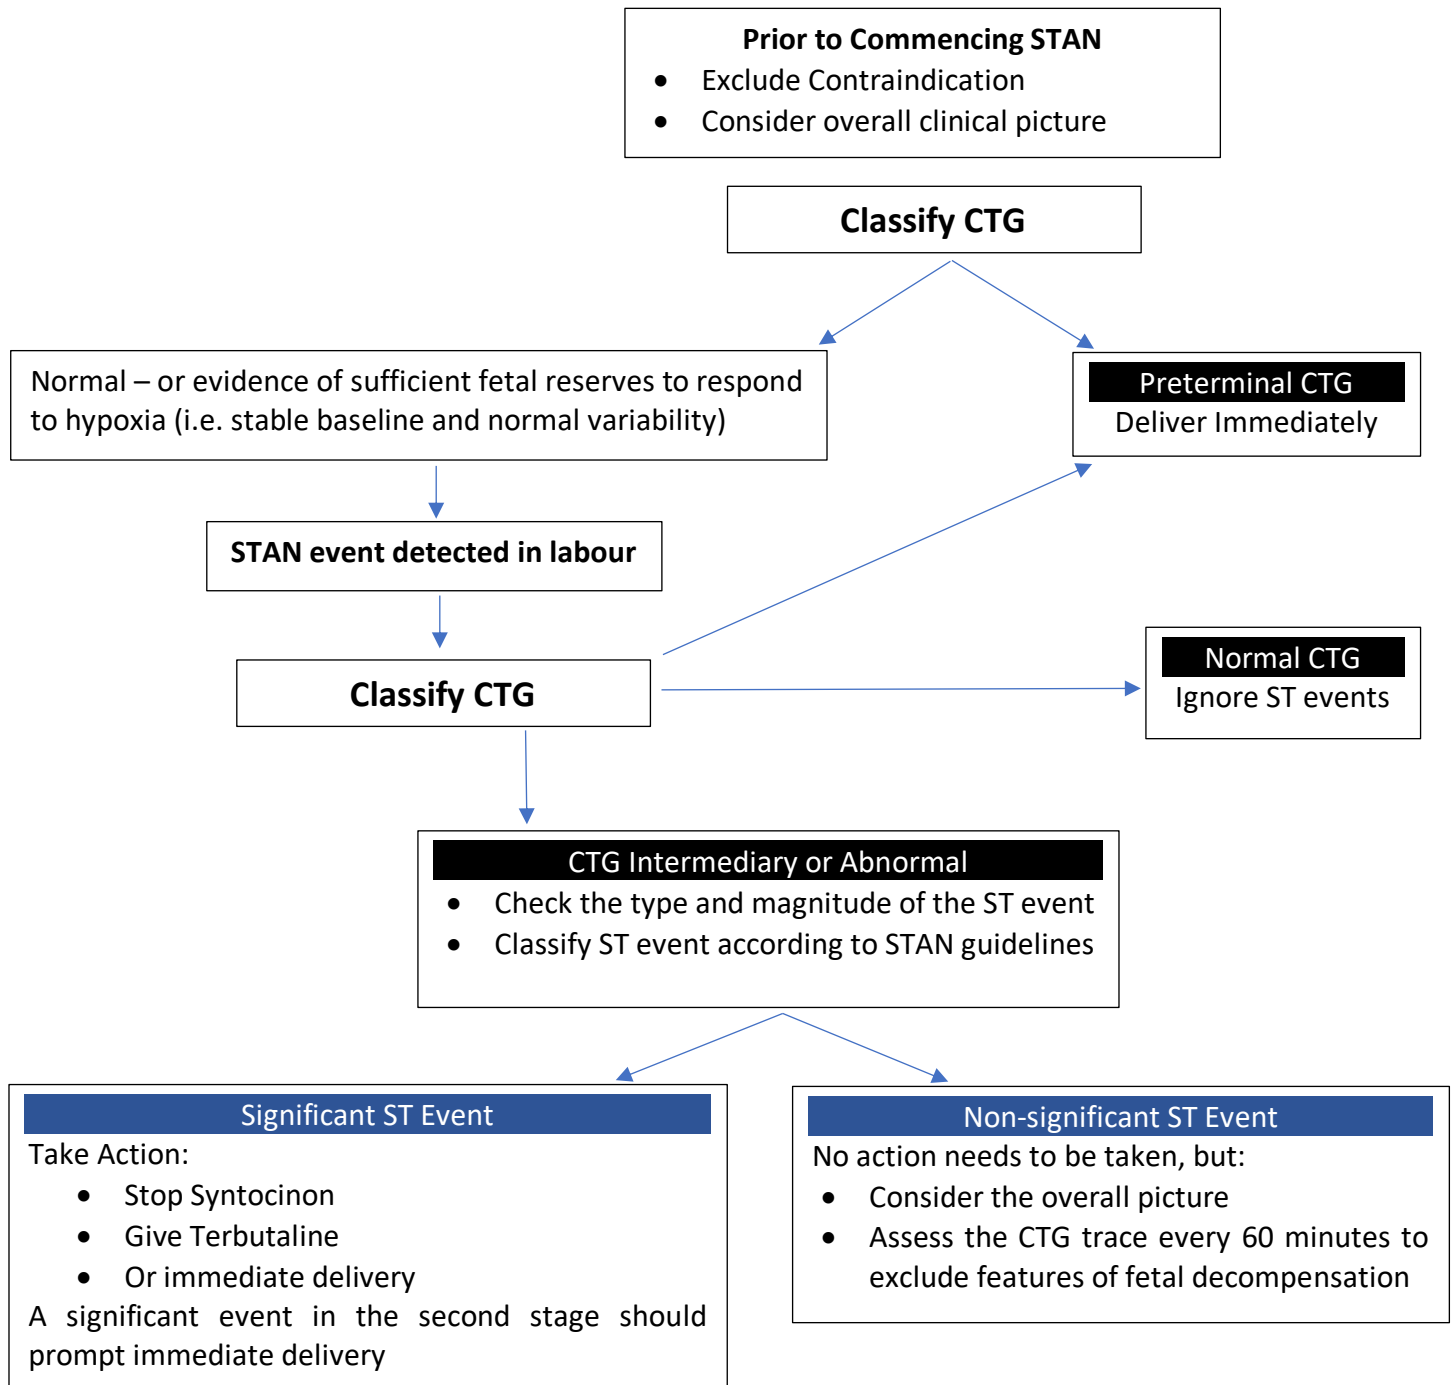 Prior to Commencing STAN
• Exclude Contraindication
• Consider overall clinical picture
Classify CTG
Normal – or evidence of sufficient fetal reserves to respond
to hypoxia (i.e. stable baseline and normal variability)
Preterminal CTG
Deliver Immediately
STAN event detected in labour
Classify CTG
Normal CTG
Ignore ST events
CTG Intermediary or Abnormal
• Check the type and magnitude of the ST event
• Classify ST event according to STAN guidelines
Significant ST Event
Take Action:
• Stop Syntocinon
• Give Terbutaline
• Or immediate delivery
A significant event in the second stage should
prompt immediate delivery
Non-significant ST Event
No action needs to be taken, but:
• Consider the overall picture
• Assess the CTG trace every 60 minutes to
exclude features of fetal decompensation